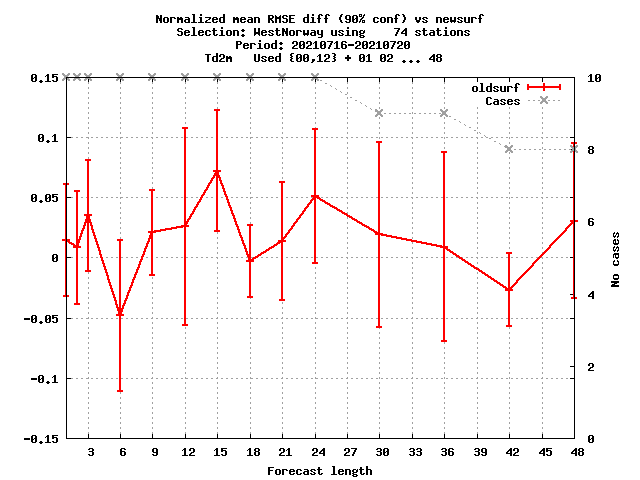 Normalized mean RMSE diff (90% conf) vs newsurf
Selection: WestNorway using    74 stations
Period: 20210716-20210720
Td2m   Used {00,12} + 01 02 ... 48
oldsurf
Cases
0.15
0.1
0.05
0
-0.05
-0.1
-0.15
10
8
6
4
2
0
No cases
3 6 9 12 15 18 21 24 27 30 33 36 39 42 45 48
Forecast length